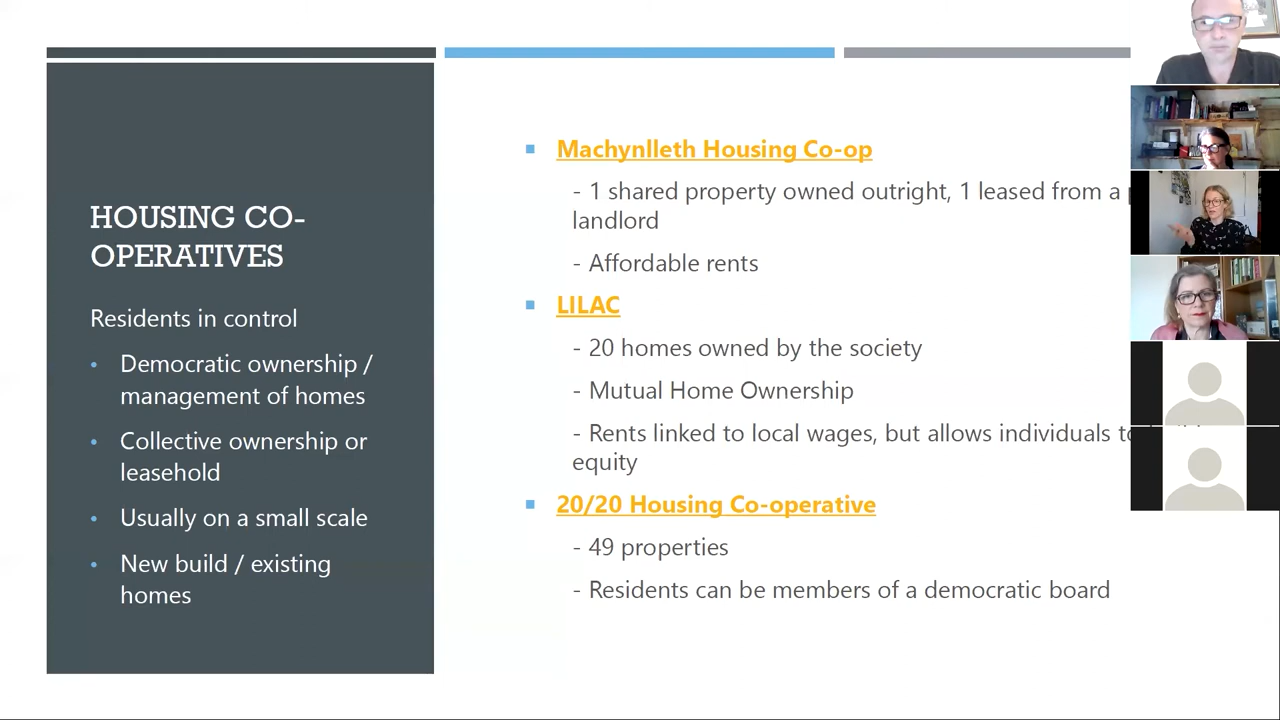 HOUSING CO-
OPERATIVES
Residents in control
• Democratic ownership /
management of homes
• Collective ownership or
leasehold
• Usually on a small scale
• New build / existing
homes
Machynlleth Housing Co-op
- 1 shared property owned outright, 1 leased from a
landlord
- Affordable rents
LILAC
- 20 homes owned by the society
- Mutual Home Ownership
- Rents linked to local wages, but allows individuals
equity
20/20 Housing Co-operative
- 49 properties
- Residents can be members of a democratic board